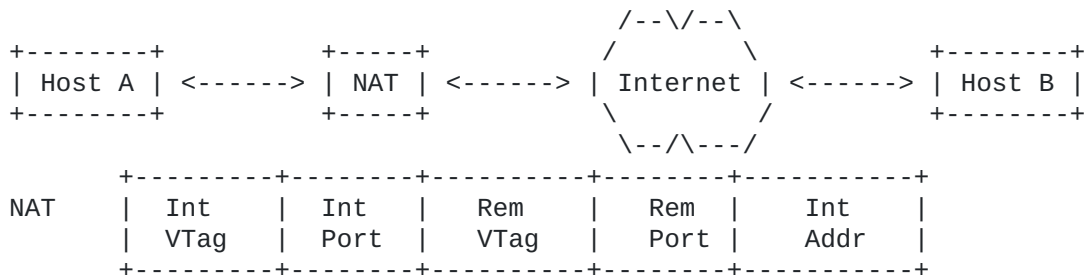 /--\/--\
+--------+ +-----+ / \ +--------+
| Host A | <------> | NAT | <------> | Internet | <------> | Host B |
+--------+ +-----+ \ / +--------+
\--/\---/
+---------+--------+----------+--------+-----------+
NAT | Int | Int | Rem | Rem | Int |
| VTag | Port | VTag | Port | Addr |
+---------+--------+----------+--------+-----------+